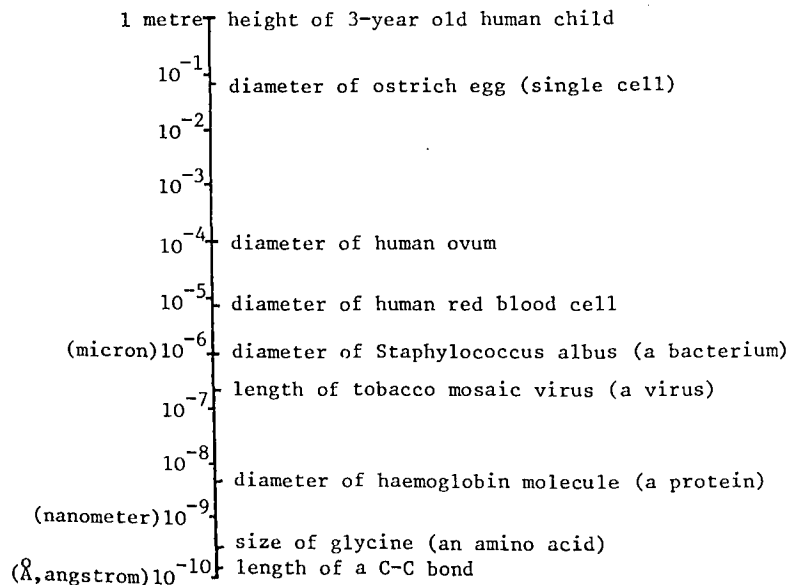 1 metre height of 3-year old human child
10⁻¹
diameter of ostrich egg (single cell)
10⁻²
10⁻³
10⁻⁴ diameter of human ovum
10⁻⁵
diameter of human red blood cell
(micron)10⁻⁶ diameter of Staphylococcus albus (a bacterium)
length of tobacco mosaic virus (a virus)
10⁻⁷
10⁻⁸
diameter of haemoglobin molecule (a protein)
(nanometer)10⁻⁹
size of glycine (an amino acid)
(Å,angstrom)10⁻¹⁰ length of a C-C bond